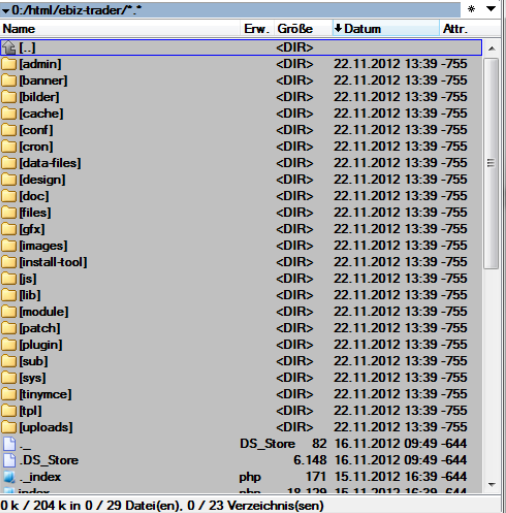 0:/html/ebiz-trader/*.* * ▼
Name Erw. Größe Datum Attr.
[..] <DIR>
[admin] <DIR> 22.11.2012 13:39 -755
[banner] <DIR> 22.11.2012 13:39 -755
[bilder] <DIR> 22.11.2012 13:39 -755
[cache] <DIR> 22.11.2012 13:39 -755
[conf] <DIR> 22.11.2012 13:39 -755
[cron] <DIR> 22.11.2012 13:39 -755
[data-files] <DIR> 22.11.2012 13:39 -755
[design] <DIR> 22.11.2012 13:39 -755
[doc] <DIR> 22.11.2012 13:39 -755
[files] <DIR> 22.11.2012 13:39 -755
[gfx] <DIR> 22.11.2012 13:39 -755
[images] <DIR> 22.11.2012 13:39 -755
[install-tool] <DIR> 22.11.2012 13:39 -755
[js] <DIR> 22.11.2012 13:39 -755
[lib] <DIR> 22.11.2012 13:39 -755
[module] <DIR> 22.11.2012 13:39 -755
[patch] <DIR> 22.11.2012 13:39 -755
[plugin] <DIR> 22.11.2012 13:39 -755
[sub] <DIR> 22.11.2012 13:39 -755
[sys] <DIR> 22.11.2012 13:39 -755
[tinymce] <DIR> 22.11.2012 13:39 -755
[tpl] <DIR> 22.11.2012 13:39 -755
[uploads] <DIR> 22.11.2012 13:39 -755
._ DS_Store 82 16.11.2012 09:49 -644
.DS_Store 6.148 16.11.2012 09:49 -644
._index php 171 15.11.2012 16:39 -644
index php 18.129 15.11.2012 16:39 -644
0 k / 204 k in 0 / 29 Datei(en), 0 / 23 Verzeichnis(sen)